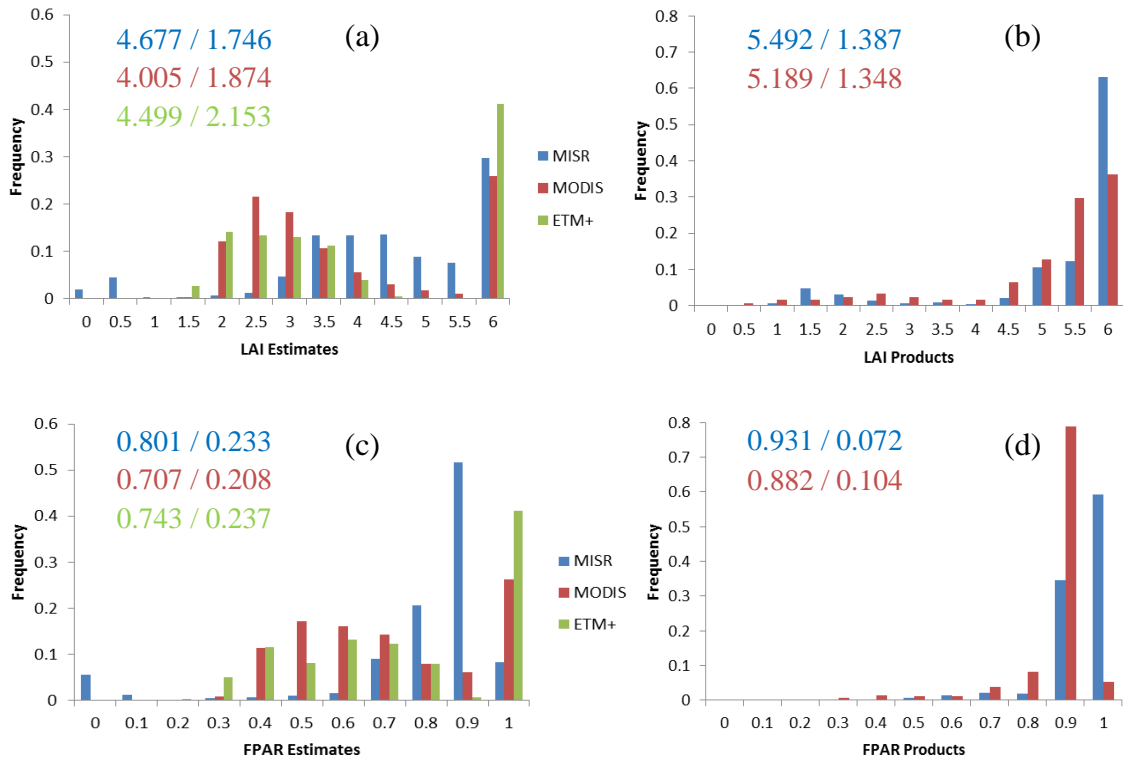 (a)
4.677 / 1.746
4.005 / 1.874
4.499 / 2.153
Frequency
0.6
0.5
0.4
0.3
0.2
0.1
0
0 0.5 1 1.5 2 2.5 3 3.5 4 4.5 5 5.5 6
LAI Estimates
MISR
MODIS
ETM+
(b)
5.492 / 1.387
5.189 / 1.348
Frequency
0.8
0.7
0.6
0.5
0.4
0.3
0.2
0.1
0
0 0.5 1 1.5 2 2.5 3 3.5 4 4.5 5 5.5 6
LAI Products
(c)
0.801 / 0.233
0.707 / 0.208
0.743 / 0.237
Frequency
0.6
0.5
0.4
0.3
0.2
0.1
0
0 0.1 0.2 0.3 0.4 0.5 0.6 0.7 0.8 0.9 1
FPAR Estimates
MISR
MODIS
ETM+
(d)
0.931 / 0.072
0.882 / 0.104
Frequency
0.8
0.7
0.6
0.5
0.4
0.3
0.2
0.1
0
0 0.1 0.2 0.3 0.4 0.5 0.6 0.7 0.8 0.9 1
FPAR Products